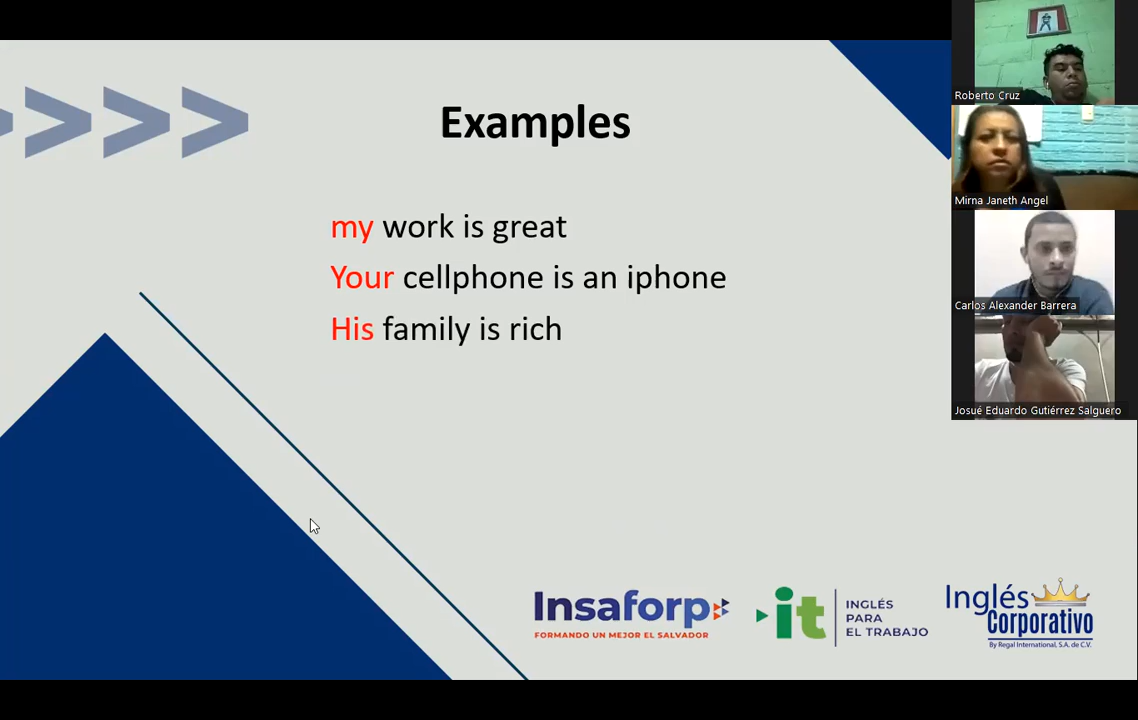 Examples
my work is great
Your cellphone is an iphone
His family is rich
Insaforp
FORMANDO UN MEJOR EL SALVADOR
it
INGLÉS
PARA
EL TRABAJO
Inglés
Corporativo
By Regal International, S.A. de C.V.
Roberto Cruz
Mirna Janeth Angel
Carlos Alexander Barrera
Josué Eduardo Gutiérrez Salguero